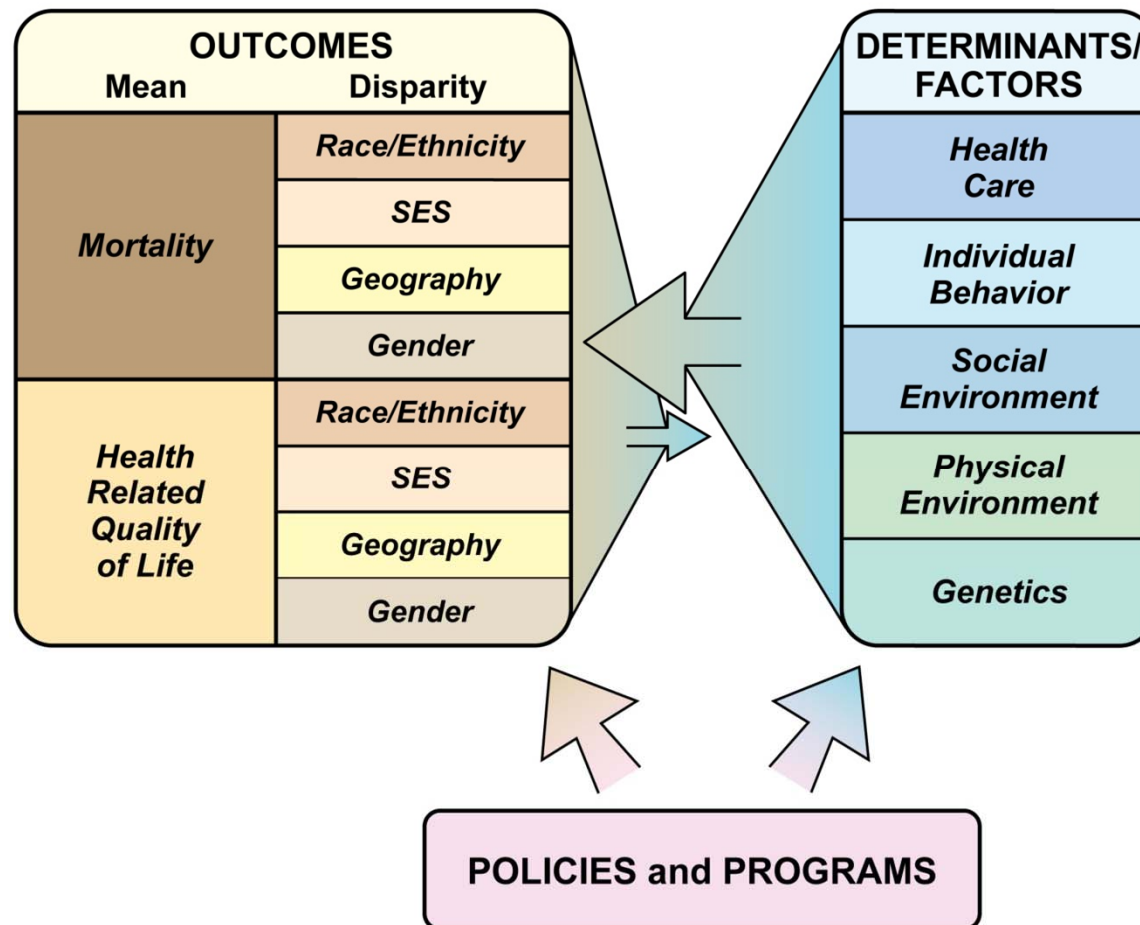 OUTCOMES
Mean Disparity
Mortality
Race/Ethnicity
SES
Geography
Gender
Health
Related
Quality
of Life
Race/Ethnicity
SES
Geography
Gender
DETERMINANTS/
FACTORS
Health
Care
Individual
Behavior
Social
Environment
Physical
Environment
Genetics
POLICIES and PROGRAMS